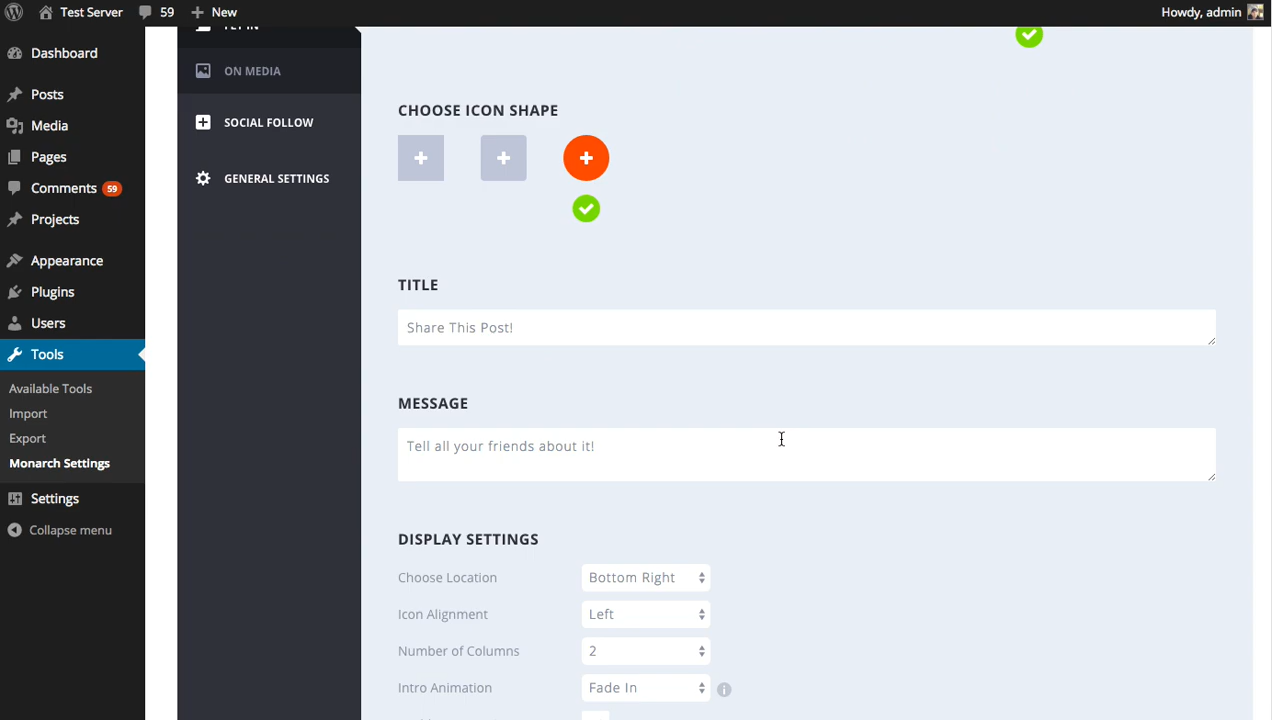 Test Server 59 New Howdy, admin
Dashboard
Posts
Media
Pages
Comments 59
Projects
Appearance
Plugins
Users
Tools
Available Tools
Import
Export
Monarch Settings
Settings
Collapse menu
ON MEDIA
SOCIAL FOLLOW
GENERAL SETTINGS
CHOOSE ICON SHAPE
TITLE
Share This Post!
MESSAGE
Tell all your friends about it!
DISPLAY SETTINGS
Choose Location Bottom Right
Icon Alignment Left
Number of Columns 2
Intro Animation Fade In